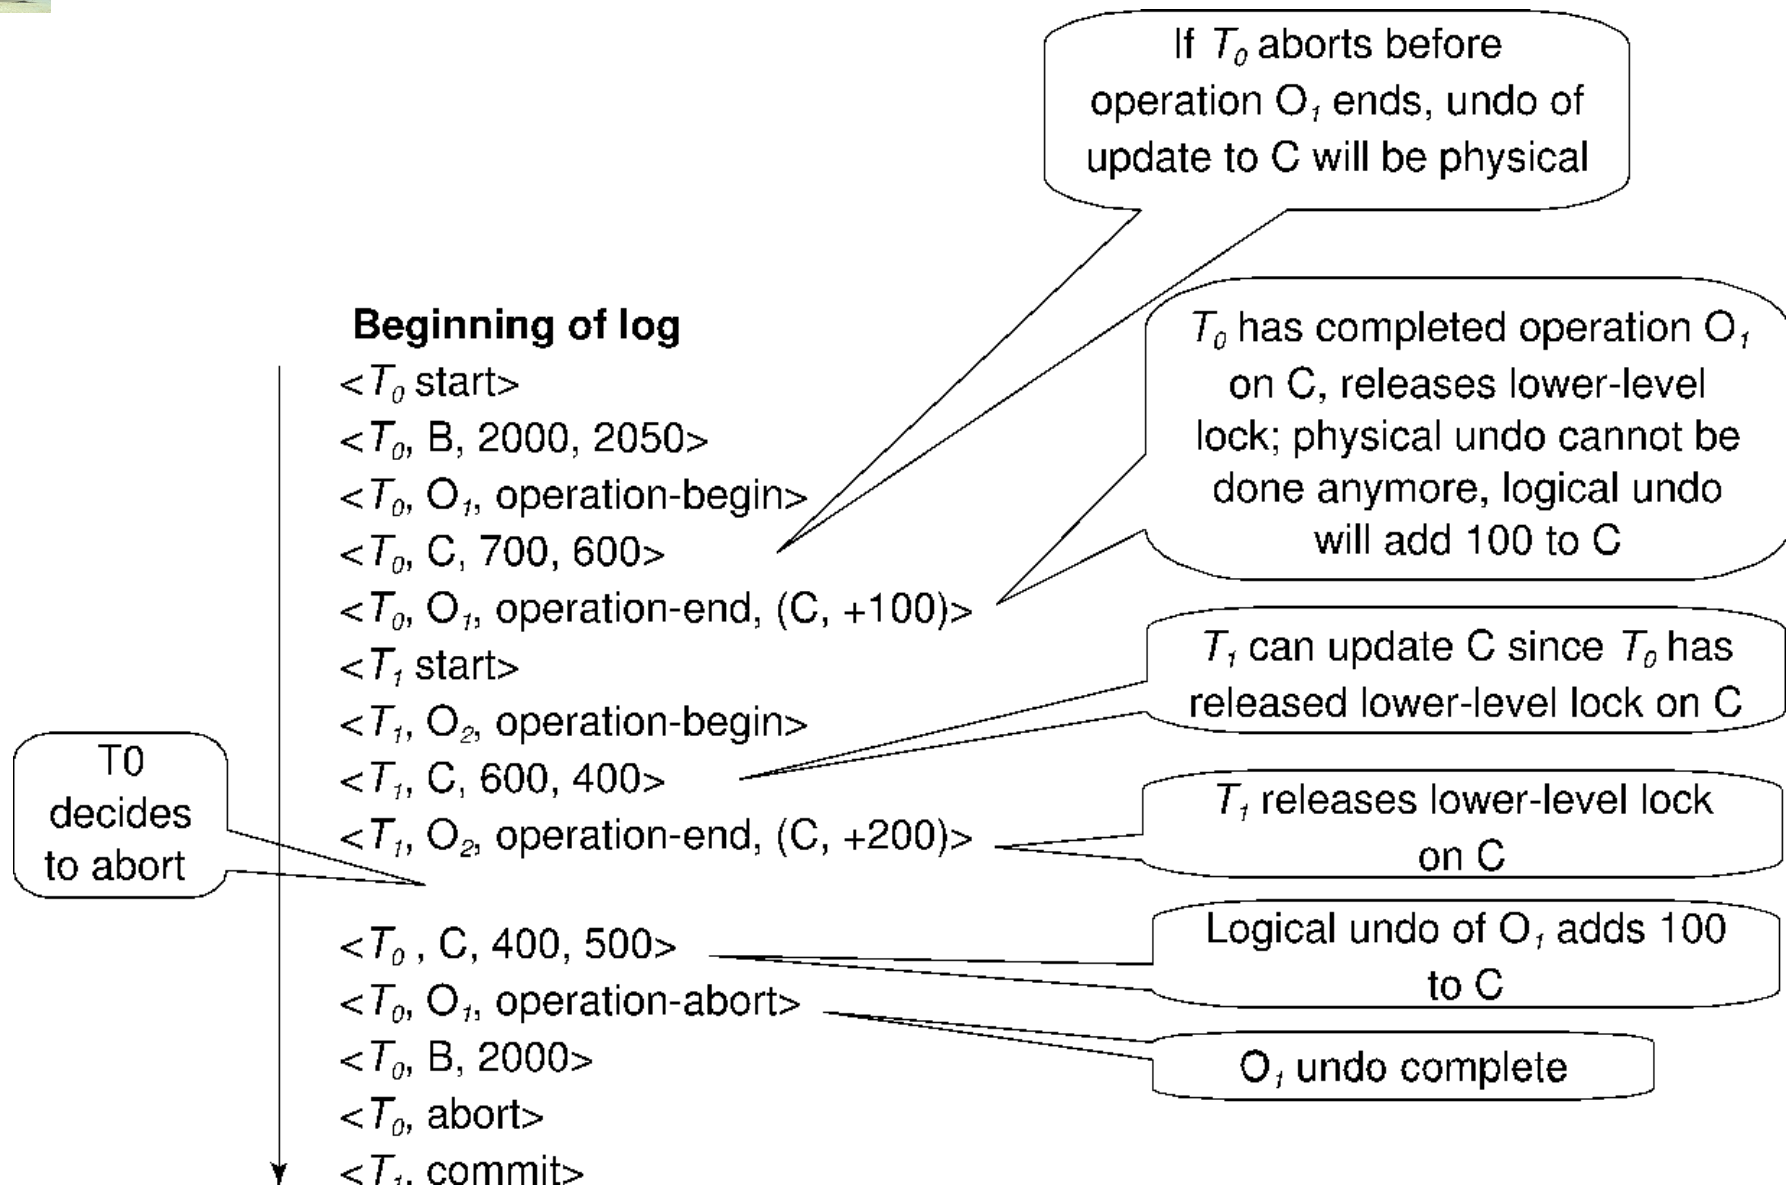 If T₀ aborts before
operation O₁ ends, undo of
update to C will be physical
T₀ has completed operation O₁
on C, releases lower-level
lock; physical undo cannot be
done anymore, logical undo
will add 100 to C
Beginning of log
<T₀ start>
<T₀, B, 2000, 2050>
<T₀, O₁, operation-begin>
<T₀, C, 700, 600>
<T₀, O₁, operation-end, (C, +100)>
<T₁ start>
<T₁, O₂, operation-begin>
<T₁, C, 600, 400>
<T₁, O₂, operation-end, (C, +200)>
T₁ can update C since T₀ has
released lower-level lock on C
T₁ releases lower-level lock
on C
T0
decides
to abort
<T₀ , C, 400, 500>
<T₀, O₁, operation-abort>
<T₀, B, 2000>
<T₀, abort>
<T₁, commit>
Logical undo of O₁ adds 100
to C
O₁ undo complete